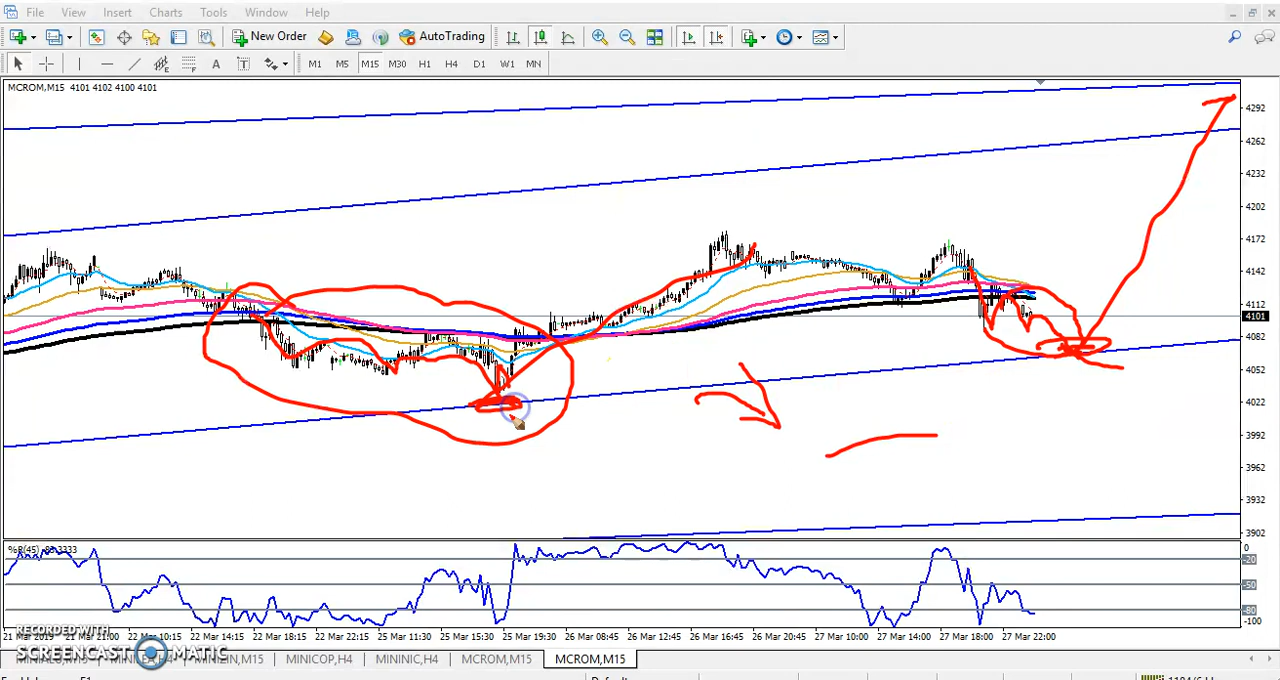 File View Insert Charts Tools Window Help
New Order AutoTrading
A T M1 M5 M15 M30 H1 H4 D1 W1 MN
MCROM,M15 4101 4102 4100 4101
4292
4262
4232
4202
4172
4142
4112
4101
4082
4052
4022
3992
3962
3932
3902
%R(45) -83.3333
0
-20
-50
-80
-100
RECORDED WITH
21 Mar 2019 22 Mar 10:15 22 Mar 14:15 22 Mar 18:15 22 Mar 22:15 25 Mar 11:30 25 Mar 15:30 25 Mar 19:30 26 Mar 08:45 26 Mar 12:45 26 Mar 16:45 26 Mar 20:45 27 Mar 10:00 27 Mar 14:00 27 Mar 18:00 27 Mar 22:00
SCREENCAST MATIC
MINICOP,H4 MININIC,H4 MCROM,M15 MCROM,M15